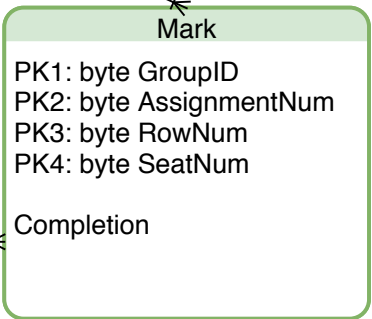 Mark
PK1: byte GroupID
PK2: byte AssignmentNum
PK3: byte RowNum
PK4: byte SeatNum
Completion